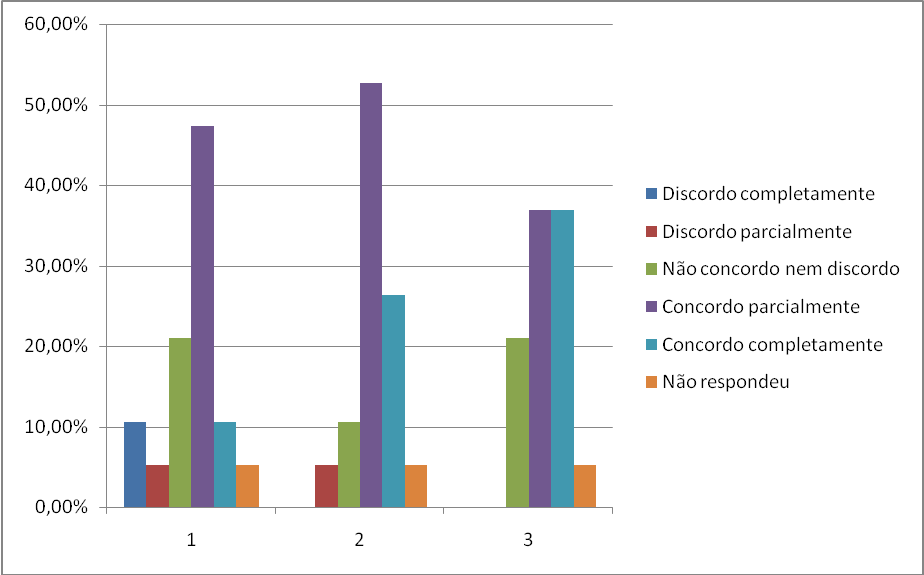 60,00%
50,00%
40,00%
30,00%
20,00%
10,00%
0,00%
1 2 3
Discordo completamente
Discordo parcialmente
Não concordo nem discordo
Concordo parcialmente
Concordo completamente
Não respondeu